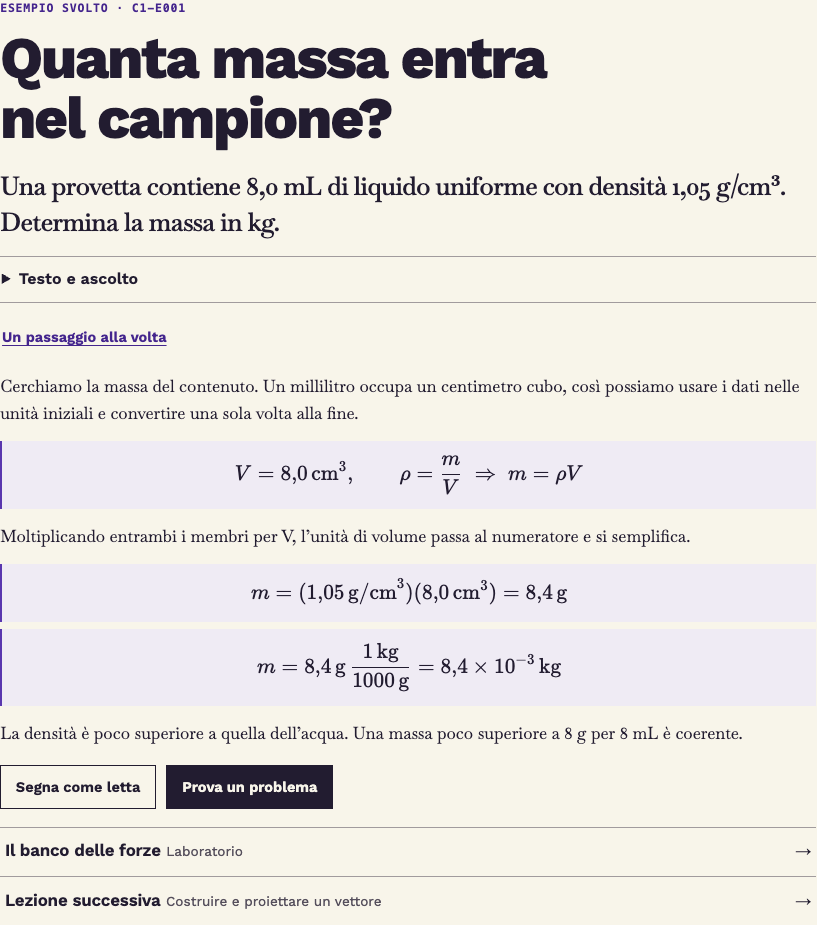 ESEMPIO SVOLTO · C1-E001
Quanta massa entra
nel campione?
Una provetta contiene 8,0 mL di liquido uniforme con densità 1,05 g/cm³.
Determina la massa in kg.
▶ Testo e ascolto
Un passaggio alla volta
Cerchiamo la massa del contenuto. Un millilitro occupa un centimetro cubo, così possiamo usare i dati nelle
unità iniziali e convertire una sola volta alla fine.
V = 8,0 cm³, ρ = m/V ⇒ m = ρV
Moltiplicando entrambi i membri per V, l’unità di volume passa al numeratore e si semplifica.
m = (1,05 g/cm³)(8,0 cm³) = 8,4 g
m = 8,4 g 1 kg/1000 g = 8,4 × 10⁻³ kg
La densità è poco superiore a quella dell’acqua. Una massa poco superiore a 8 g per 8 mL è coerente.
Segna come letta Prova un problema
Il banco delle forze Laboratorio →
Lezione successiva Costruire e proiettare un vettore →